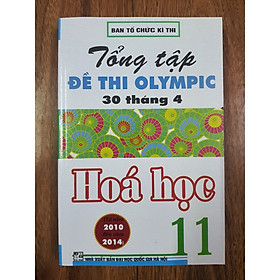 BAN TỔ CHỨC KÌ THI
Tổng tập
ĐỀ THI OLYMPIC
30 tháng 4
Hoá học
2010
2014
11
NHÀ XUẤT BẢN ĐẠI HỌC QUỐC GIA HÀ NỘI